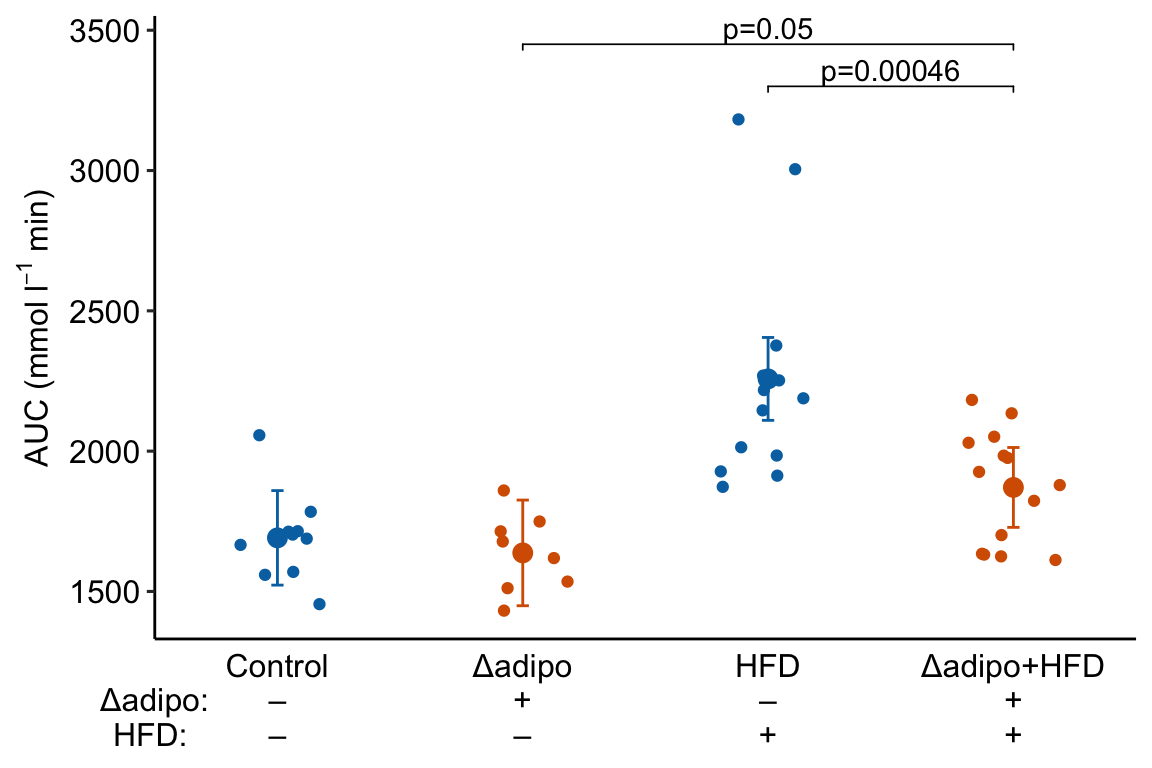 3500
p=0.05
p=0.00046
3000
2500
2000
1500
AUC (mmol l⁻¹ min)
Control Δadipo HFD Δadipo+HFD
Δadipo: – + – +
HFD: – – + +